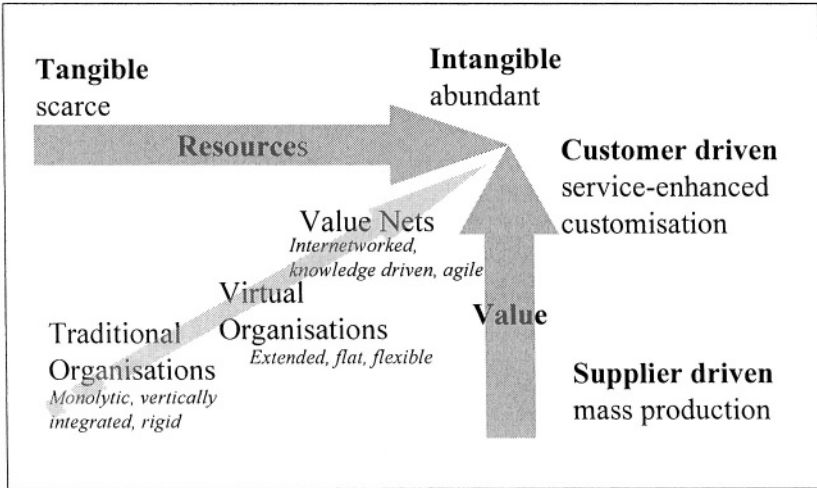 Tangible
scarce
Intangible
abundant
Resources
Customer driven
service-enhanced
customisation
Value Nets
Internetworked,
knowledge driven, agile
Virtual
Organisations
Extended, flat, flexible
Traditional
Organisations
Monolytic, vertically
integrated, rigid
Value
Supplier driven
mass production